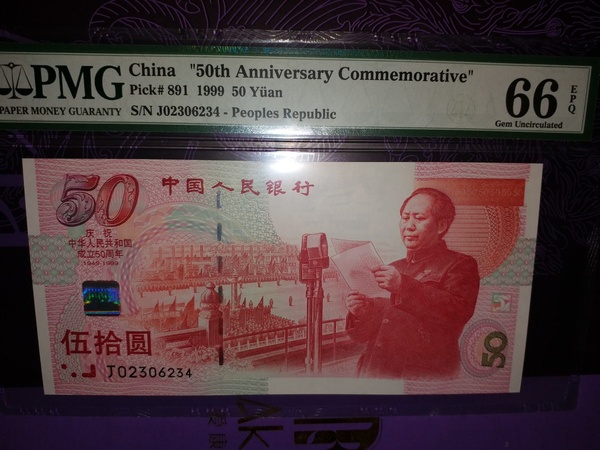 PMG
PAPER MONEY GUARANTY
China "50th Anniversary Commemorative"
Pick# 891 1999 50 Yüan
S/N J02306234 - Peoples Republic
66
EPQ
Gem Uncirculated
50
中国人民银行
庆祝
中华人民共和国
成立50周年
1949-1999
伍拾圆
J02306234
50